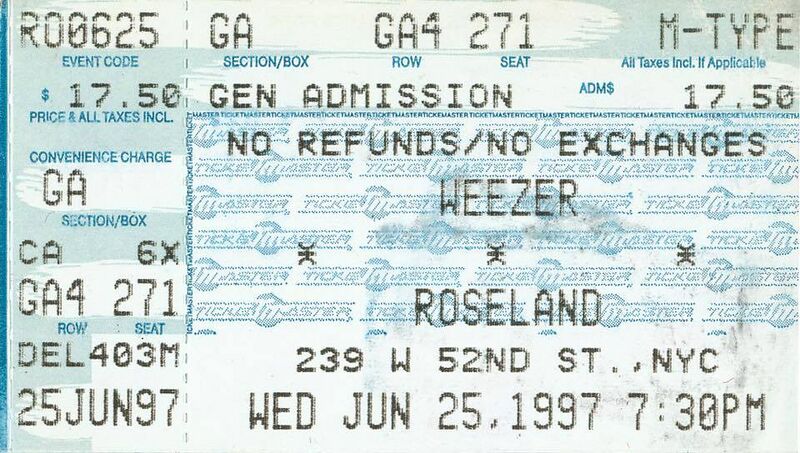 RO0625 GA GA4 271 M-TYPE
EVENT CODE SECTION/BOX ROW SEAT All Taxes Incl. If Applicable
$ 17.50 GEN ADMISSION ADM$ 17.50
PRICE & ALL TAXES INCL.
NO REFUNDS/NO EXCHANGES
CONVENIENCE CHARGE
GA WEEZER
SECTION/BOX
CA 6X * * *
GA4 271 ROSELAND
ROW SEAT
DEL403M 239 W 52ND ST.,NYC
25JUN97 WED JUN 25,1997 7:30PM